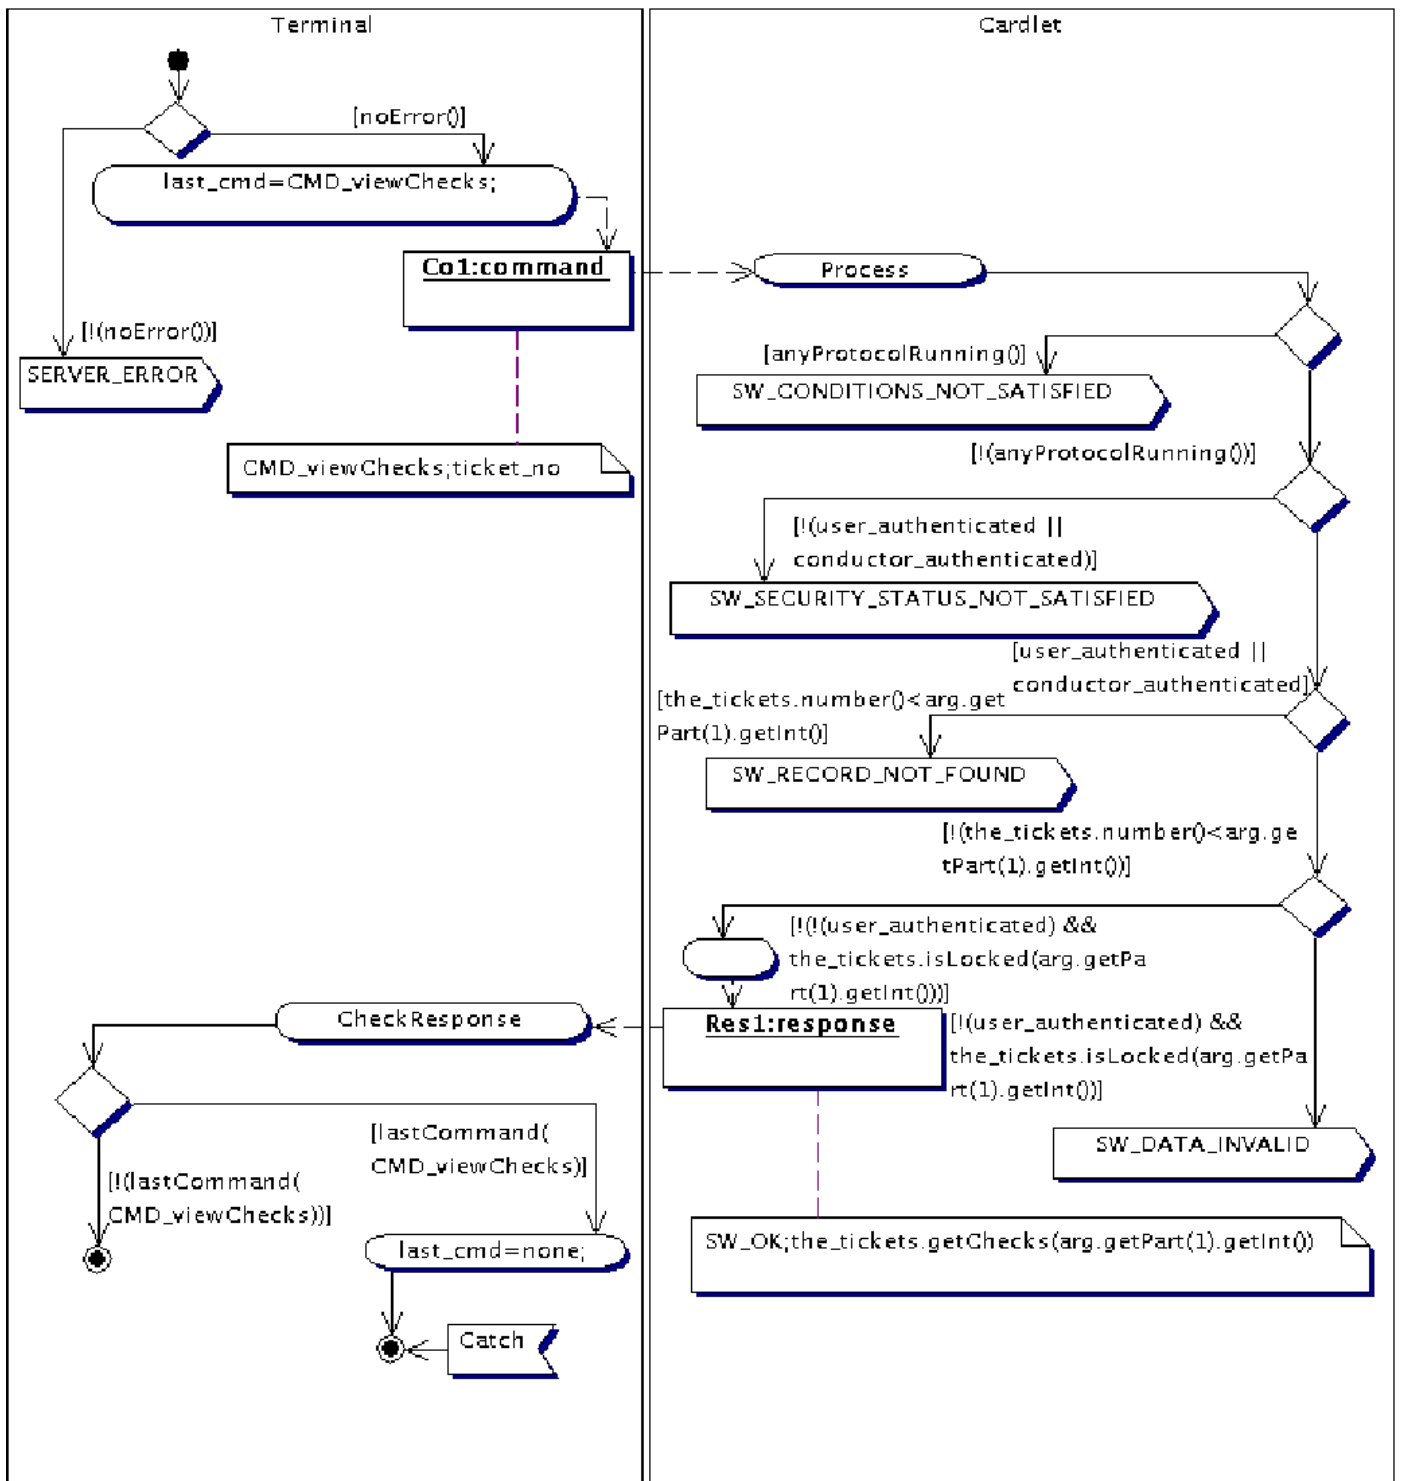 Terminal
Cardlet
[noError()]
last_cmd=CMD_viewChecks;
Co1:command
Process
[!(noError())]
SERVER_ERROR
[anyProtocolRunning()]
SW_CONDITIONS_NOT_SATISFIED
CMD_viewChecks;ticket_no
[!(anyProtocolRunning())]
[!(user_authenticated ||
conductor_authenticated)]
SW_SECURITY_STATUS_NOT_SATISFIED
[user_authenticated ||
conductor_authenticated]
[the_tickets.number()<arg.get
Part(1).getInt()]
SW_RECORD_NOT_FOUND
[!(the_tickets.number()<arg.ge
tPart(1).getInt())]
[!(!(user_authenticated) &&
the_tickets.isLocked(arg.getPa
rt(1).getInt()))]
CheckResponse
Res1:response
[!(user_authenticated) &&
the_tickets.isLocked(arg.getPa
rt(1).getInt())]
[lastCommand(
CMD_viewChecks)]
SW_DATA_INVALID
[!(lastCommand(
CMD_viewChecks))]
last_cmd=none;
SW_OK;the_tickets.getChecks(arg.getPart(1).getInt())
Catch